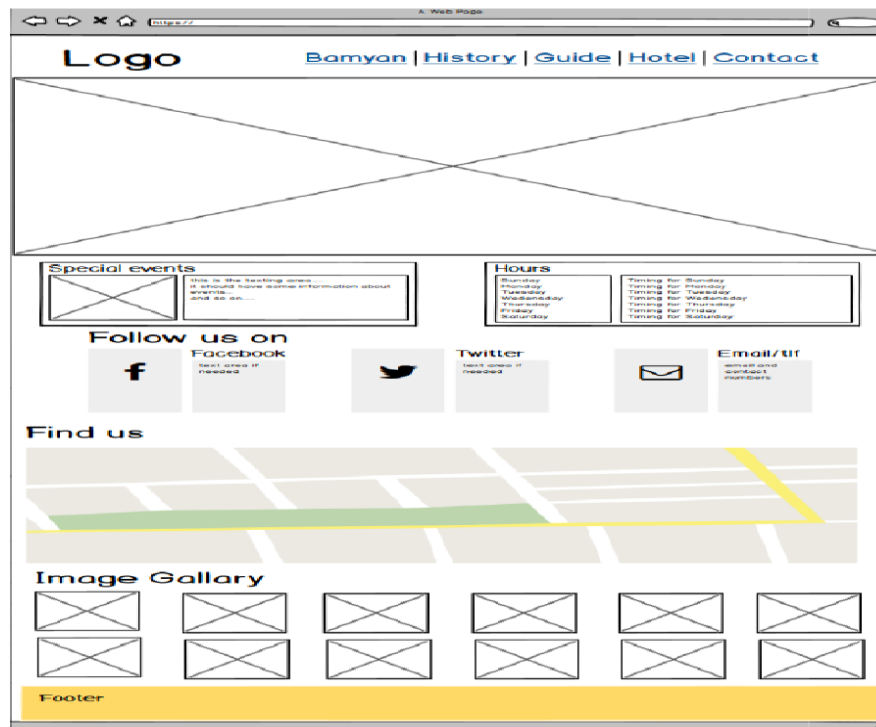 A Web Page
https://
Logo
Bamyan | History | Guide | Hotel | Contact
Special events
this is the texting area....
it should have some information about
events...
and so on....
Hours
Sunday
Monday
Tuesday
Wedensday
Thursday
Friday
Saturday
Timing for Sunday
Timing for Monday
Timing for Tuesday
Timing for Wedensday
Timing for Thursday
Timing for Friday
Timing for Saturday
Follow us on
Facebook
text area if
needed
Twitter
text area if
needed
Email/tlf
email and
contact
numbers
Find us
Image Gallary
Footer